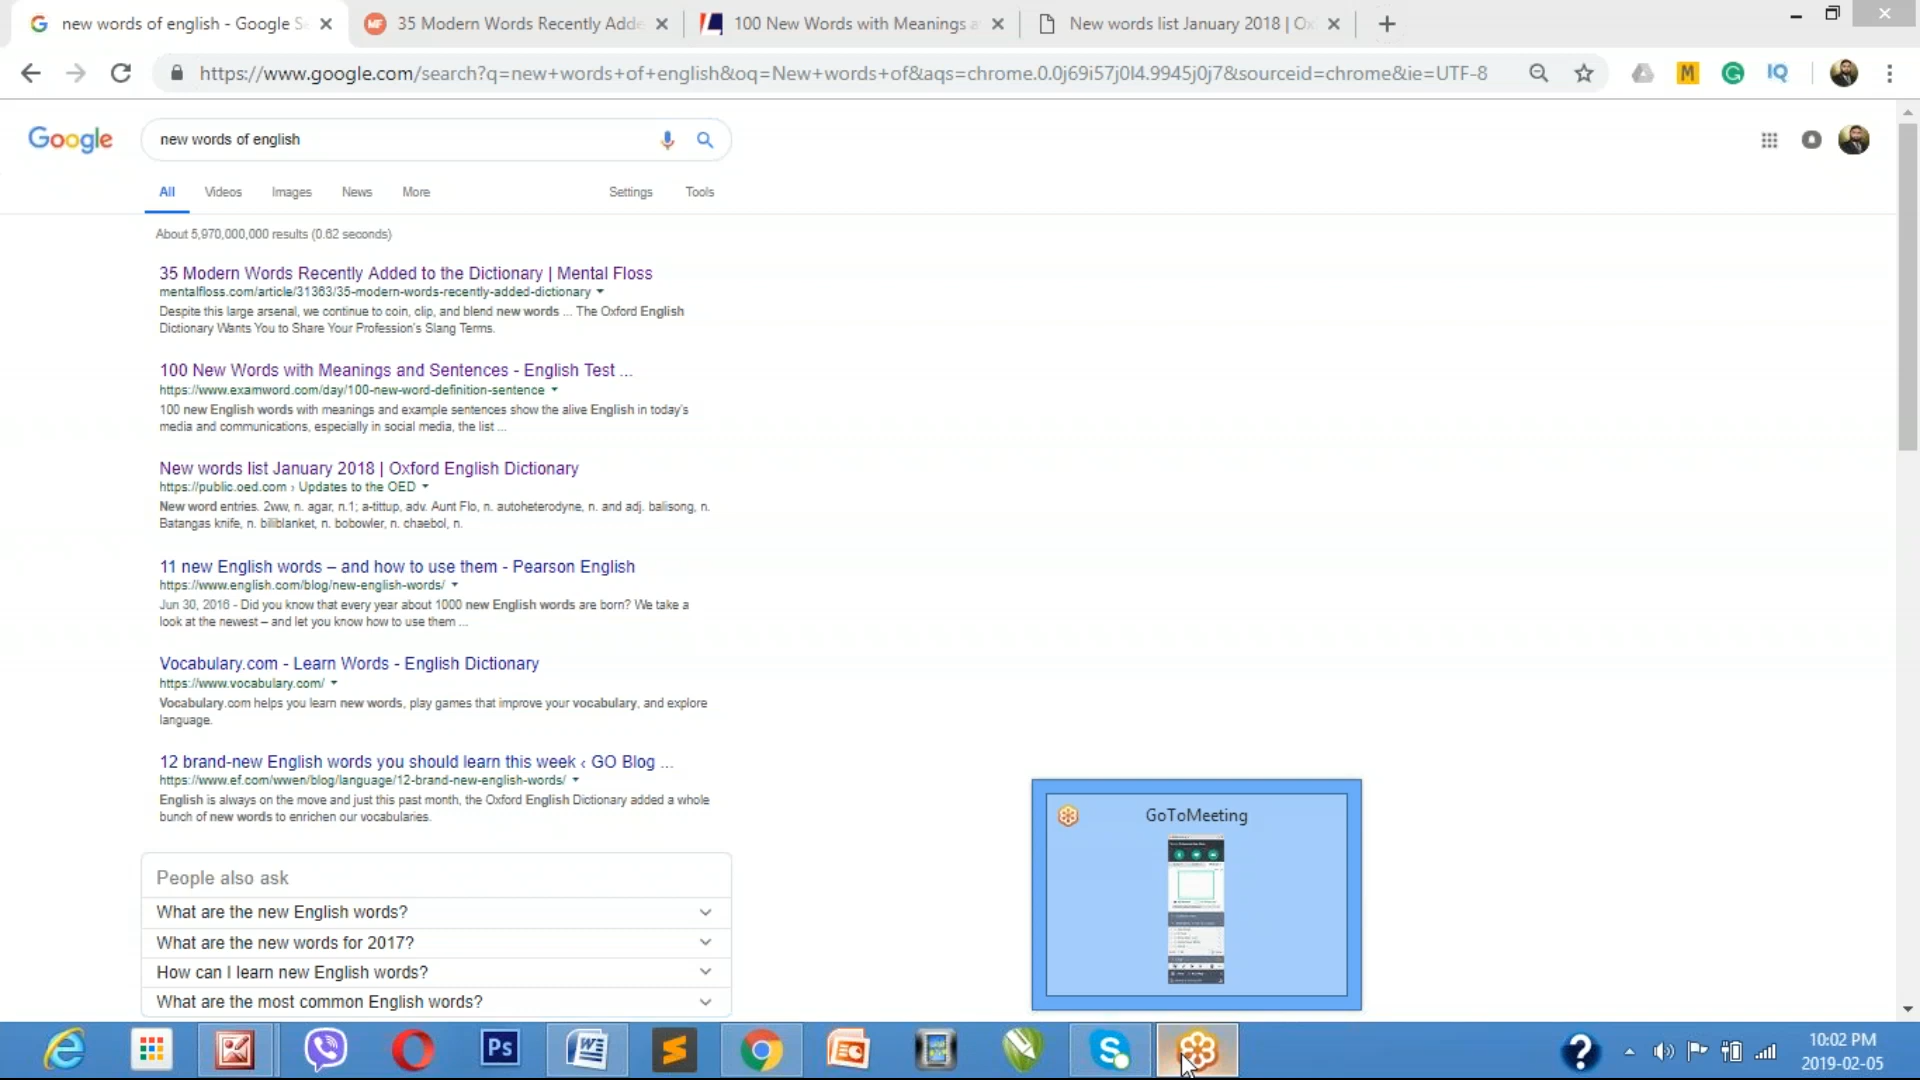 new words of english - Google S
35 Modern Words Recently Adde
100 New Words with Meanings a
New words list January 2018 | Ox
https://www.google.com/search?q=new+words+of+english&oq=New+words+of&aqs=chrome.0.0j69i57j0l4.9945j0j7&sourceid=chrome&ie=UTF-8
M
G
IQ
Google
new words of english
All
Videos
Images
News
More
Settings
Tools
About 5,970,000,000 results (0.62 seconds)
35 Modern Words Recently Added to the Dictionary | Mental Floss
mentalfloss.com/article/31363/35-modern-words-recently-added-dictionary
Despite this large arsenal, we continue to coin, clip, and blend new words ... The Oxford English
Dictionary Wants You to Share Your Profession's Slang Terms.
100 New Words with Meanings and Sentences - English Test ...
https://www.examword.com/day/100-new-word-definition-sentence
100 new English words with meanings and example sentences show the alive English in today's
media and communications, especially in social media, the list ...
New words list January 2018 | Oxford English Dictionary
https://public.oed.com › Updates to the OED
New word entries. 2ww, n. agar, n.1; a-tittup, adv. Aunt Flo, n. autoheterodyne, n. and adj. balisong, n.
Batangas knife, n. biliblanket, n. bobowler, n. chaebol, n.
11 new English words – and how to use them - Pearson English
https://www.english.com/blog/new-english-words/
Jun 30, 2016 - Did you know that every year about 1000 new English words are born? We take a
look at the newest – and let you know how to use them ...
Vocabulary.com - Learn Words - English Dictionary
https://www.vocabulary.com/
Vocabulary.com helps you learn new words, play games that improve your vocabulary, and explore
language.
12 brand-new English words you should learn this week ‹ GO Blog ...
https://www.ef.com/wwen/blog/language/12-brand-new-english-words/
English is always on the move and just this past month, the Oxford English Dictionary added a whole
bunch of new words to enrich our vocabularies.
GoToMeeting
People also ask
What are the new English words?
What are the new words for 2017?
How can I learn new English words?
What are the most common English words?
Ps
10:02 PM
2019-02-05